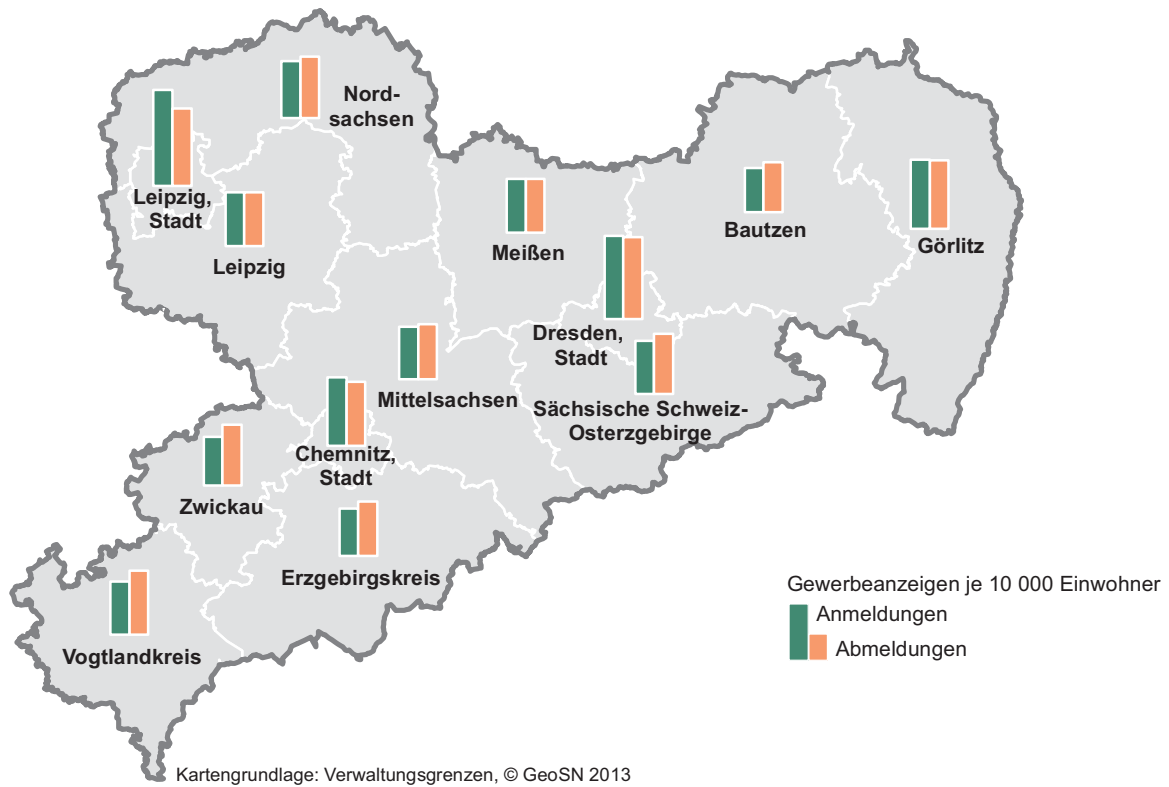 Nord-
sachsen
Leipzig,
Stadt
Leipzig
Meißen
Bautzen
Görlitz
Dresden,
Stadt
Mittelsachsen
Sächsische Schweiz-
Osterzgebirge
Chemnitz,
Stadt
Zwickau
Erzgebirgskreis
Vogtlandkreis
Gewerbeanzeigen je 10 000 Einwohner
Anmeldungen
Abmeldungen
Kartengrundlage: Verwaltungsgrenzen, © GeoSN 2013